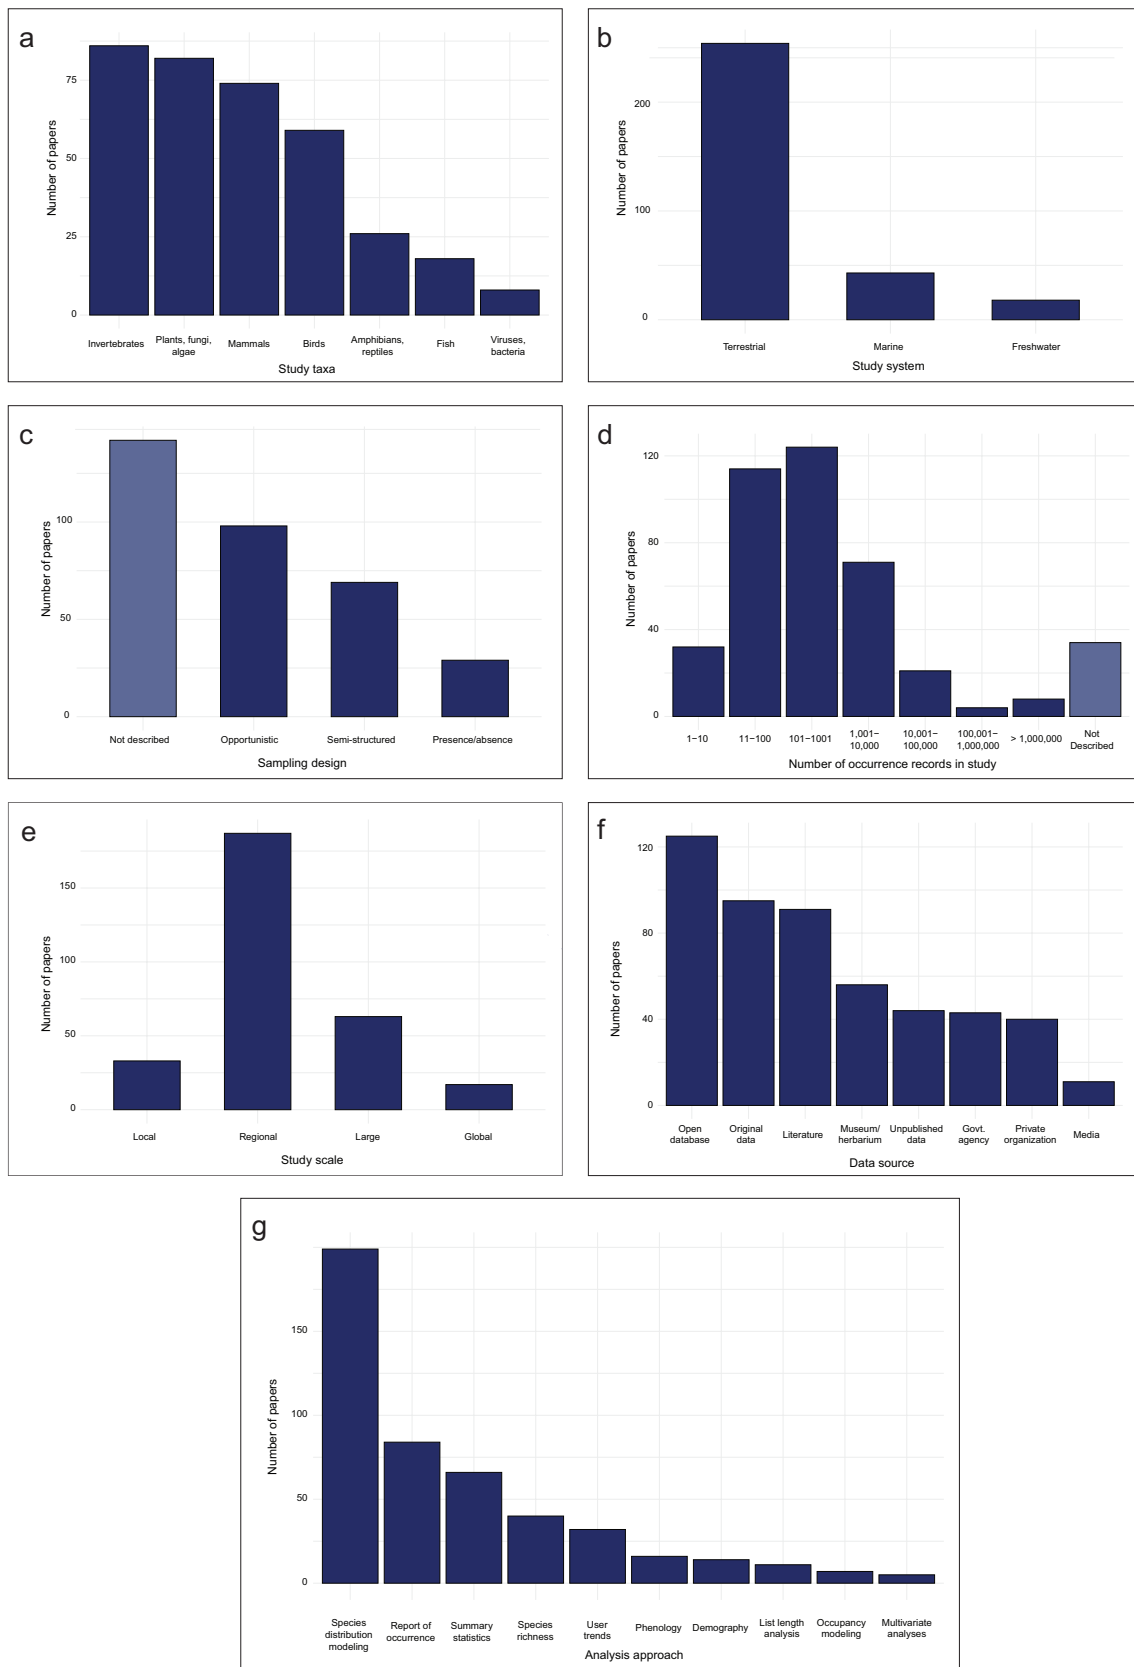 a
Number of papers
75
50
25
0
Invertebrates
Plants, fungi,
algae
Mammals
Birds
Amphibians,
reptiles
Fish
Viruses,
bacteria
Study taxa
b
Number of papers
200
100
0
Terrestrial
Marine
Freshwater
Study system
c
Number of papers
100
50
0
Not described
Opportunistic
Semi-structured
Presence/absence
Sampling design
d
Number of papers
120
80
40
0
1−10
11−100
101−1001
1,001−
10,000
10,001−
100,000
100,001−
1,000,000
> 1,000,000
Not
Described
Number of occurrence records in study
e
Number of papers
150
100
50
0
Local
Regional
Large
Global
Study scale
f
Number of papers
120
80
40
0
Open
database
Original
data
Literature
Museum/
herbarium
Unpublished
data
Govt.
agency
Private
organization
Media
Data source
g
Number of papers
150
100
50
0
Species
distribution
modeling
Report of
occurrence
Summary
statistics
Species
richness
User
trends
Phenology
Demography
List length
analysis
Occupancy
modeling
Multivariate
analyses
Analysis approach